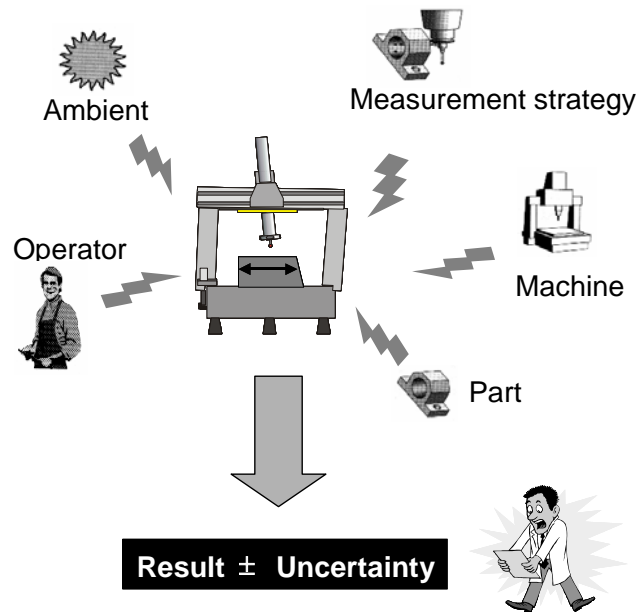 Ambient
Measurement strategy
Operator
Machine
Part
Result ± Uncertainty